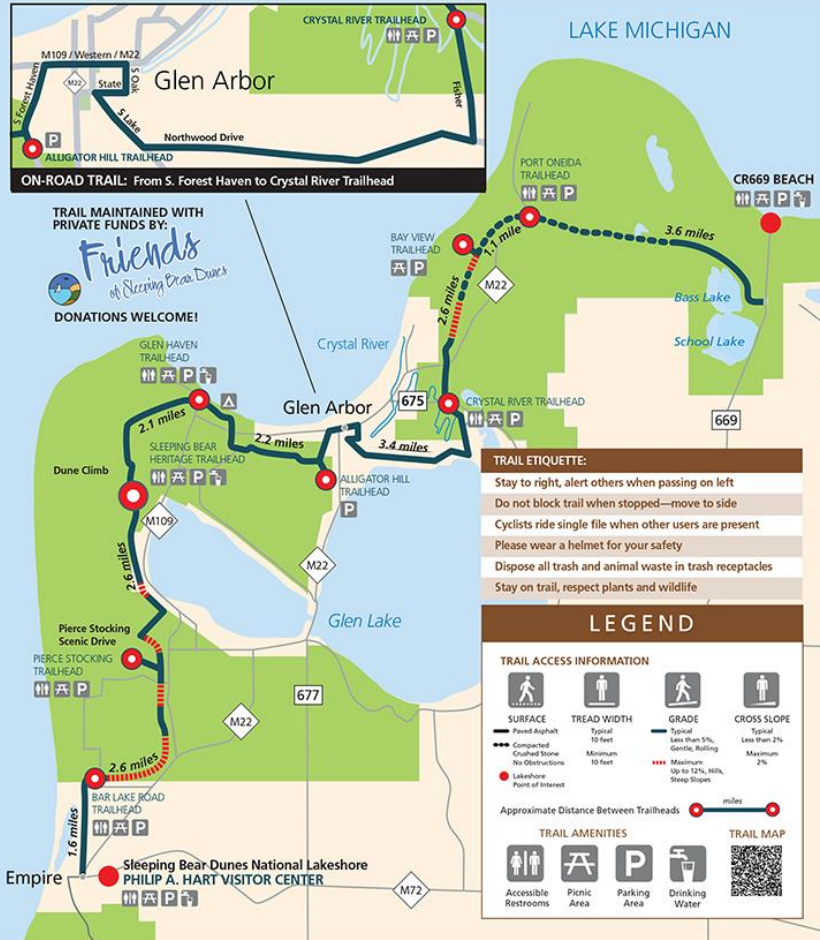 CRYSTAL RIVER TRAILHEAD
P
M109 / Western / M22
S Forest Haven
M22
State
S Oak
Glen Arbor
S Lake
Northwood Drive
Fisher
P
ALLIGATOR HILL TRAILHEAD
ON-ROAD TRAIL: From S. Forest Haven to Crystal River Trailhead
LAKE MICHIGAN
TRAIL MAINTAINED WITH
PRIVATE FUNDS BY:
Friends
of Sleeping Bear Dunes
DONATIONS WELCOME!
PORT ONEIDA
TRAILHEAD
P
CR669 BEACH
P
BAY VIEW
TRAILHEAD
P
1.1 mile
3.6 miles
M22
2.6 miles
Bass Lake
School Lake
Crystal River
GLEN HAVEN
TRAILHEAD
P
Glen Arbor
675
CRYSTAL RIVER TRAILHEAD
P
669
2.1 miles
2.2 miles
3.4 miles
SLEEPING BEAR
HERITAGE TRAILHEAD
P
Dune Climb
ALLIGATOR HILL
TRAILHEAD
P
M109
M22
2.6 miles
Glen Lake
Pierce Stocking
Scenic Drive
PIERCE STOCKING
TRAILHEAD
P
677
M22
2.6 miles
BAR LAKE ROAD
TRAILHEAD
P
1.6 miles
Empire
Sleeping Bear Dunes National Lakeshore
PHILIP A. HART VISITOR CENTER
P
M72
TRAIL ETIQUETTE:
Stay to right, alert others when passing on left
Do not block trail when stopped—move to side
Cyclists ride single file when other users are present
Please wear a helmet for your safety
Dispose all trash and animal waste in trash receptacles
Stay on trail, respect plants and wildlife
LEGEND
TRAIL ACCESS INFORMATION
SURFACE
Paved Asphalt
Compacted
Crushed Stone
No Obstructions
Lakeshore
Point of Interest
TREAD WIDTH
Typical
10 feet
Minimum
10 feet
GRADE
Typical
Less than 5%,
Gentle, Rolling
Maximum
Up to 12%, Hills,
Steep Slopes
CROSS SLOPE
Typical
Less than 2%
Maximum
2%
Approximate Distance Between Trailheads
miles
TRAIL AMENITIES
P
Accessible
Restrooms
Picnic
Area
Parking
Area
Drinking
Water
TRAIL MAP